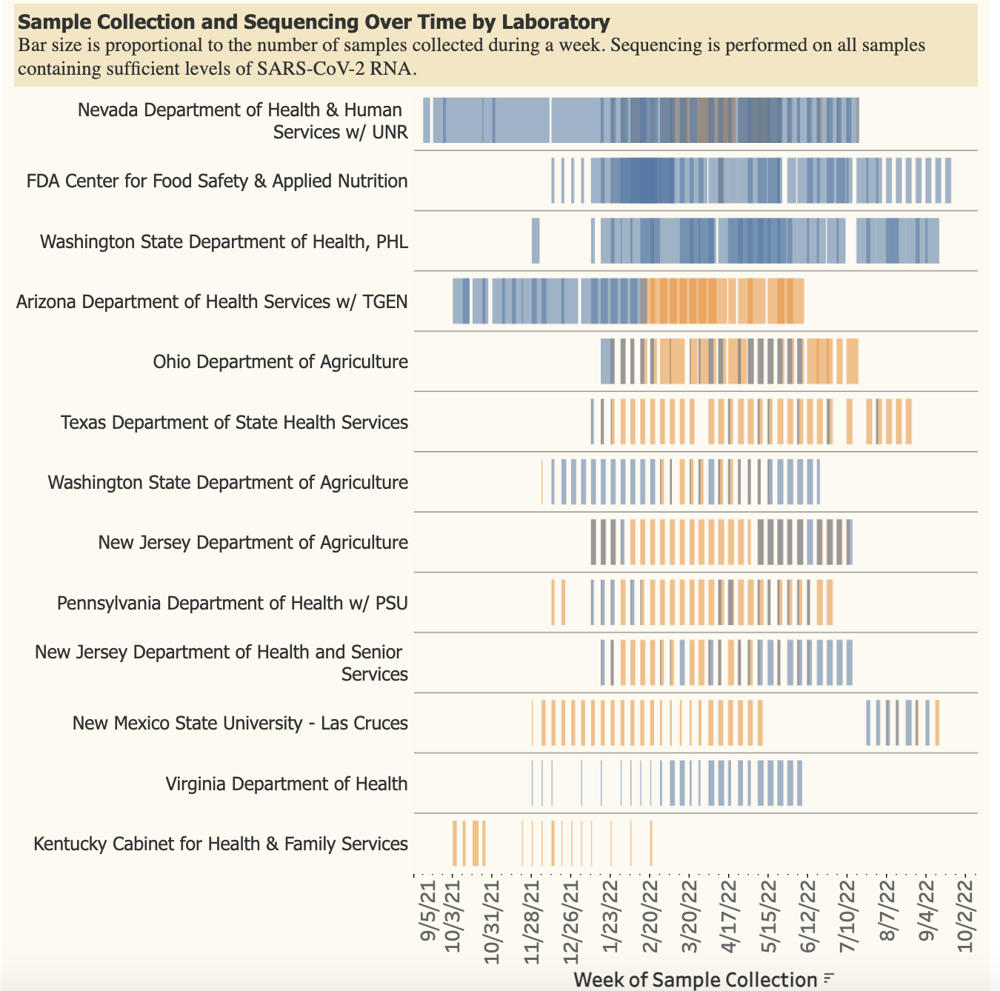 Sample Collection and Sequencing Over Time by Laboratory
Bar size is proportional to the number of samples collected during a week. Sequencing is performed on all samples
containing sufficient levels of SARS-CoV-2 RNA.
Nevada Department of Health & Human
Services w/ UNR
FDA Center for Food Safety & Applied Nutrition
Washington State Department of Health, PHL
Arizona Department of Health Services w/ TGEN
Ohio Department of Agriculture
Texas Department of State Health Services
Washington State Department of Agriculture
New Jersey Department of Agriculture
Pennsylvania Department of Health w/ PSU
New Jersey Department of Health and Senior
Services
New Mexico State University - Las Cruces
Virginia Department of Health
Kentucky Cabinet for Health & Family Services
9/5/21
10/3/21
10/31/21
11/28/21
12/26/21
1/23/22
2/20/22
3/20/22
4/17/22
5/15/22
6/12/22
7/10/22
8/7/22
9/4/22
10/2/22
Week of Sample Collection